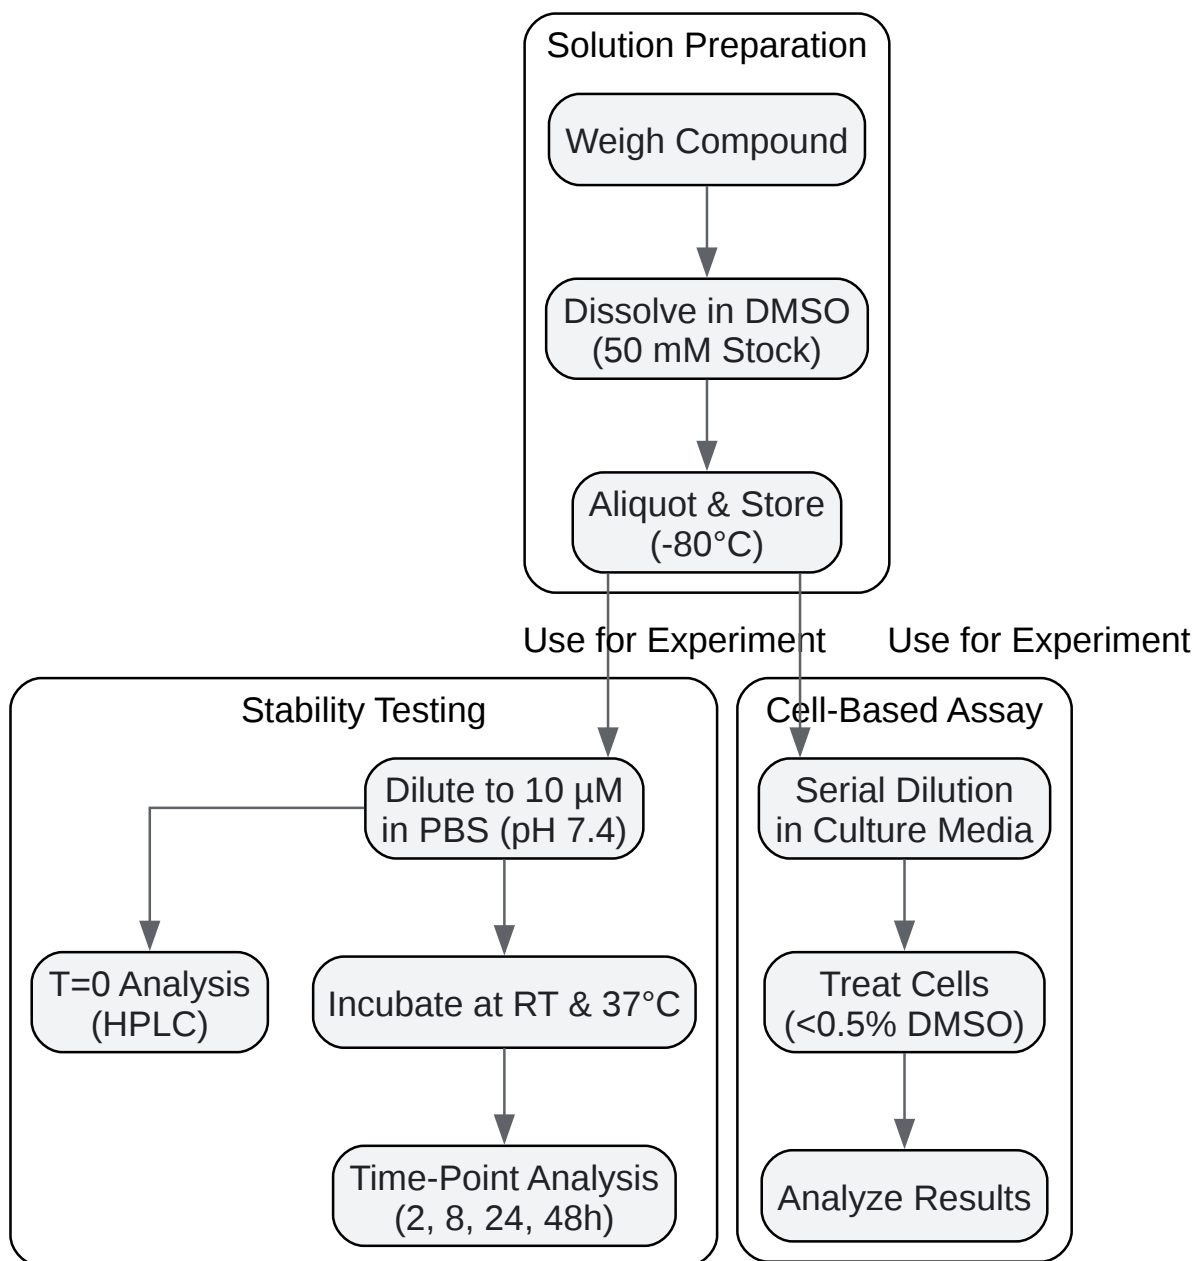 Solution Preparation
Weigh Compound
Dissolve in DMSO
(50 mM Stock)
Aliquot & Store
(-80°C)
Use for Experiment
Use for Experiment
Stability Testing
Cell-Based Assay
Dilute to 10 µM
in PBS (pH 7.4)
Serial Dilution
in Culture Media
T=0 Analysis
(HPLC)
Incubate at RT & 37°C
Treat Cells
(<0.5% DMSO)
Time-Point Analysis
(2, 8, 24, 48h)
Analyze Results